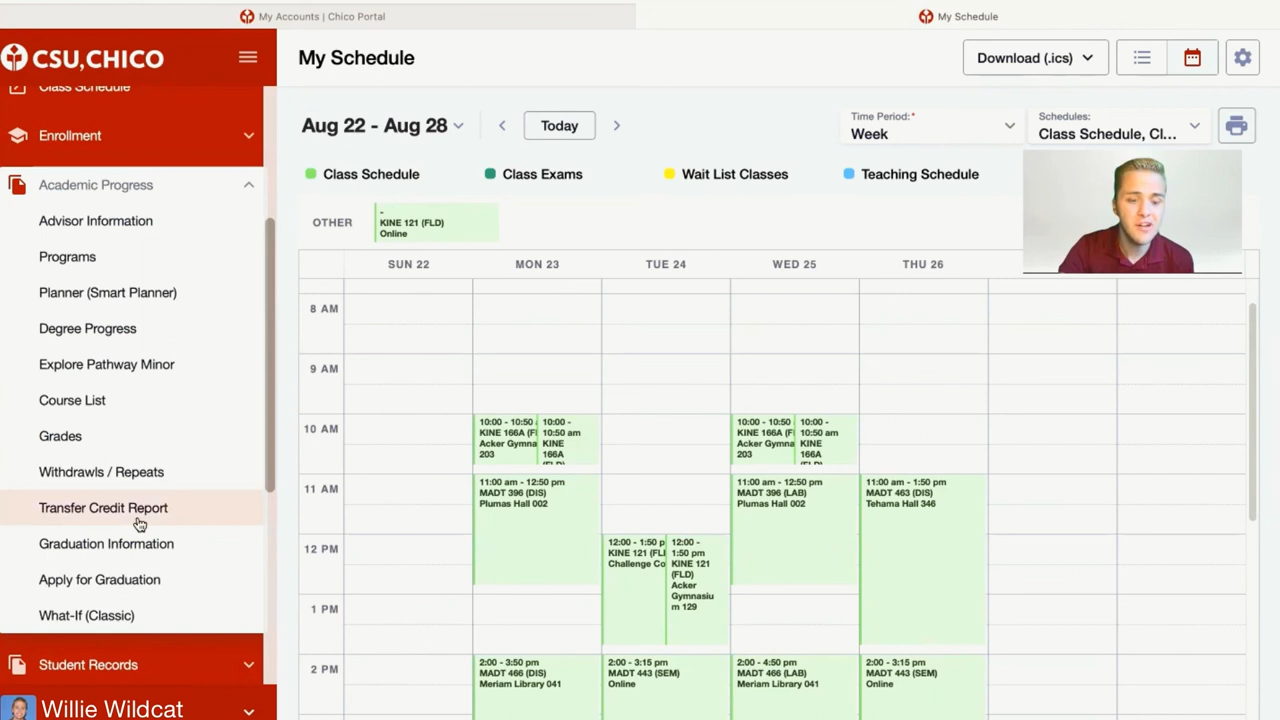 My Accounts | Chico Portal
My Schedule
CSU, CHICO
My Schedule
Download (.ics)
Class Schedule
Enrollment
Academic Progress
Advisor Information
Programs
Planner (Smart Planner)
Degree Progress
Explore Pathway Minor
Course List
Grades
Withdrawls / Repeats
Transfer Credit Report
Graduation Information
Apply for Graduation
What-If (Classic)
Student Records
Willie Wildcat
Aug 22 - Aug 28
Today
Time Period:*
Week
Schedules:
Class Schedule, Cl...
Class Schedule
Class Exams
Wait List Classes
Teaching Schedule
OTHER
-
KINE 121 (FLD)
Online
SUN 22
MON 23
TUE 24
WED 25
THU 26
8 AM
9 AM
10 AM
10:00 - 10:50
KINE 166A (F
Acker Gymna
203
10:00 -
10:50 am
KINE
166A
(FLD)
10:00 - 10:50
KINE 166A (F
Acker Gymna
203
10:00 -
10:50 am
KINE
166A
(FLD)
11 AM
11:00 am - 12:50 pm
MADT 396 (DIS)
Plumas Hall 002
11:00 am - 12:50 pm
MADT 396 (LAB)
Plumas Hall 002
11:00 am - 1:50 pm
MADT 463 (DIS)
Tehama Hall 346
12 PM
12:00 - 1:50 p
KINE 121 (FL
Challenge Co
12:00 -
1:50 pm
KINE 121
(FLD)
Acker
Gymnasiu
m 129
1 PM
2 PM
2:00 - 3:50 pm
MADT 466 (DIS)
Meriam Library 041
2:00 - 3:15 pm
MADT 443 (SEM)
Online
2:00 - 4:50 pm
MADT 466 (LAB)
Meriam Library 041
2:00 - 3:15 pm
MADT 443 (SEM)
Online